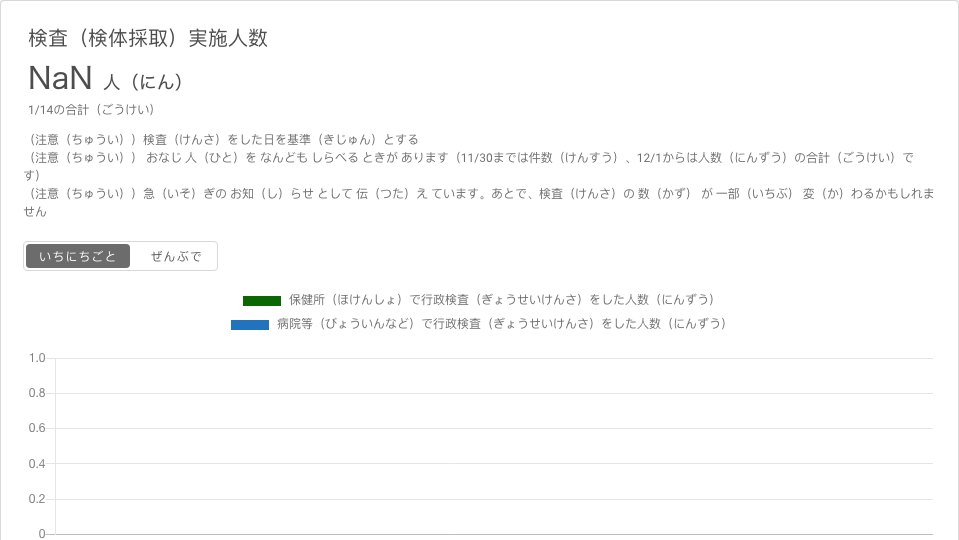 検査（検体採取）実施人数
NaN 人（にん）
1/14の合計（ごうけい）
（注意（ちゅうい））検査（けんさ）をした日を基準（きじゅん）とする
（注意（ちゅうい）） おなじ 人（ひと）を なんども しらべる ときが あります（11/30までは件数（けんすう）、12/1からは人数（にんずう）の合計（ごうけい）で
す）
（注意（ちゅうい））急（いそ）ぎの お知（し）らせ として 伝（つた）え ています。あとで、検査（けんさ）の 数（かず） が 一部（いちぶ） 変（か）わるかもしれま
せん
いちにちごと ぜんぶで
保健所（ほけんしょ）で行政検査（ぎょうせいけんさ）をした人数（にんずう）
病院等（びょういんなど）で行政検査（ぎょうせいけんさ）をした人数（にんずう）
1.0
0.8
0.6
0.4
0.2
0